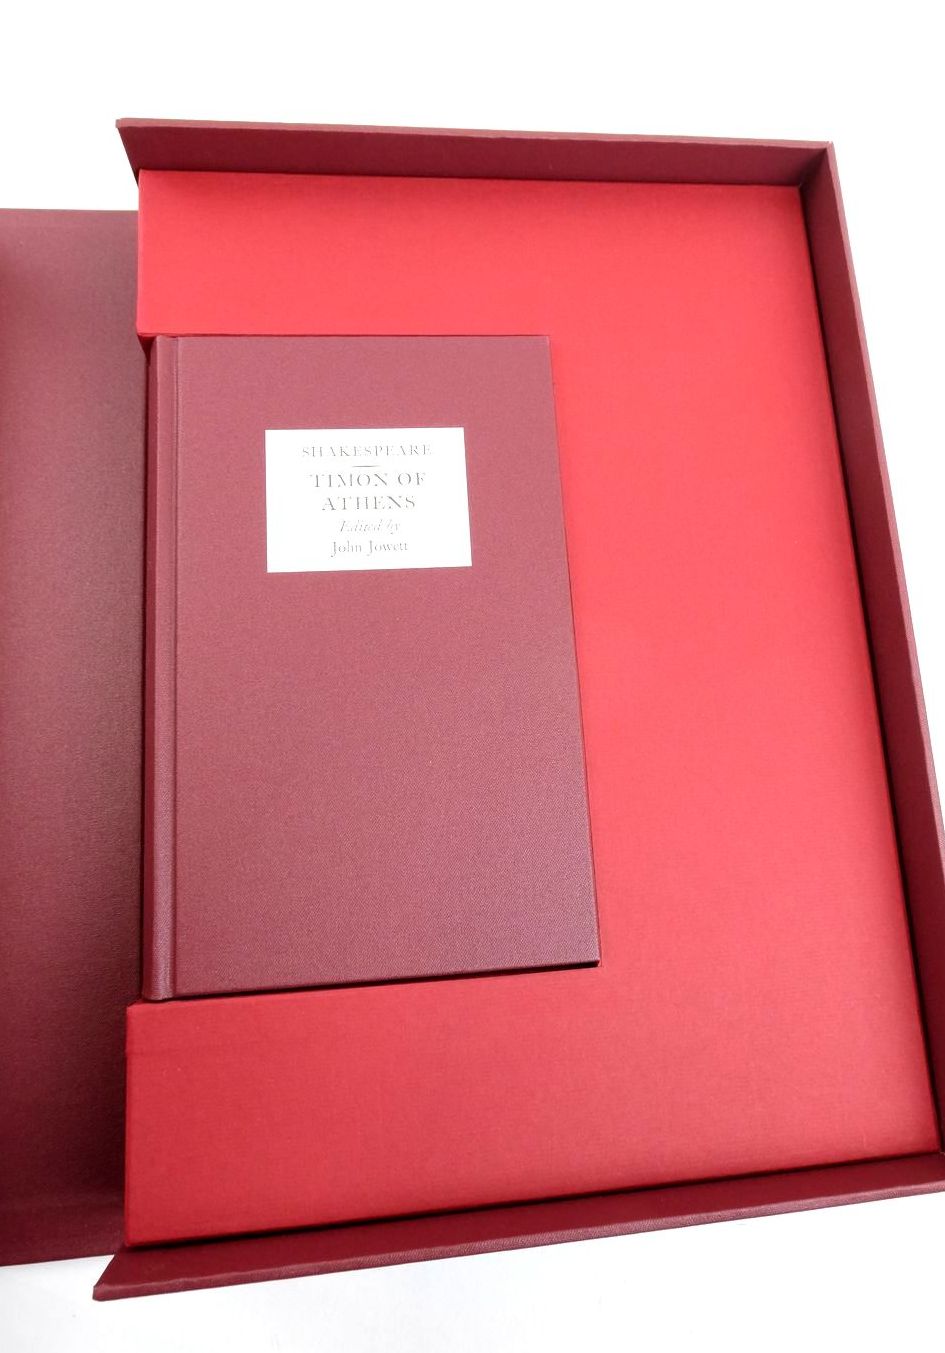 SHAKESPEARE
TIMON OF
ATHENS
Edited by
John Jowett